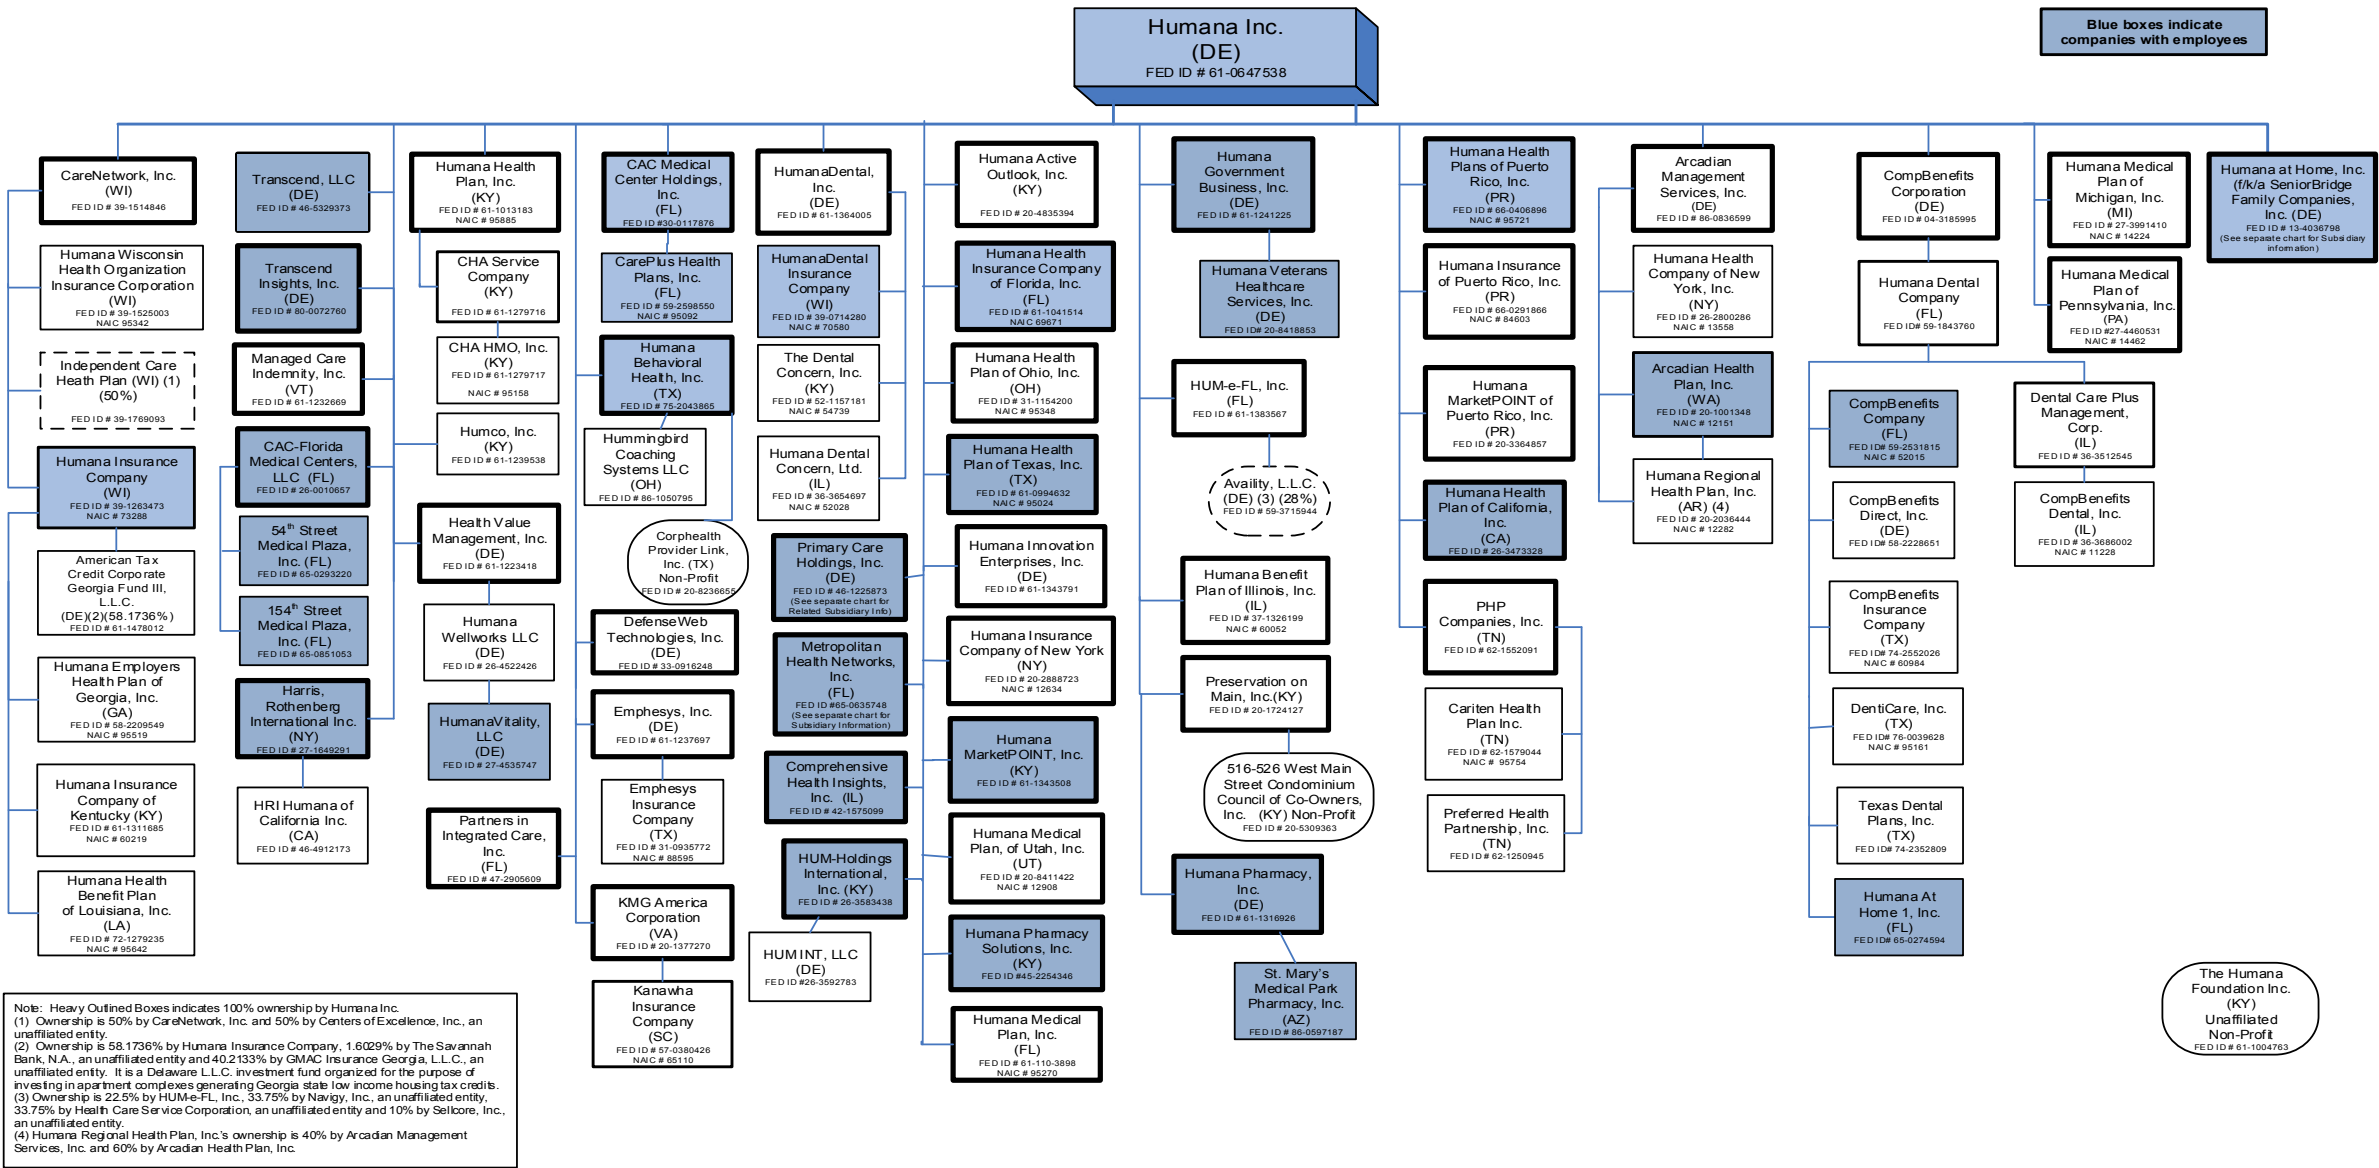 Humana Inc.
(DE)
FED ID # 61-0647538
Blue boxes indicate
companies with employees
CareNetwork, Inc.
(WI)
FED ID # 39-1514846
Humana Wisconsin
Health Organization
Insurance Corporation
(WI)
FED ID # 39-1525003
NAIC 95342
Independent Care
Heath Plan (WI) (1)
(50%)
FED ID # 39-1769093
Humana Insurance
Company
(WI)
FED ID # 39-1263473
NAIC # 73288
American Tax
Credit Corporate
Georgia Fund III,
L.L.C.
(DE)(2)(58.1736%)
FED ID # 61-1478012
Humana Employers
Health Plan of
Georgia, Inc.
(GA)
FED ID # 58-2209549
NAIC # 95519
Humana Insurance
Company of
Kentucky (KY)
FED ID # 61-1311685
NAIC # 60219
Humana Health
Benefit Plan
of Louisiana, Inc.
(LA)
FED ID # 72-1279235
NAIC # 95642
Transcend, LLC
(DE)
FED ID # 46-5329373
Transcend
Insights, Inc.
(DE)
FED ID # 80-0072760
Managed Care
Indemnity, Inc.
(VT)
FED ID # 61-1232669
CAC-Florida
Medical Centers,
LLC (FL)
FED ID # 26-0010657
54th Street
Medical Plaza,
Inc. (FL)
FED ID # 65-0293220
154th Street
Medical Plaza,
Inc. (FL)
FED ID # 65-0851053
Harris,
Rothenberg
International Inc.
(NY)
FED ID # 27-1649291
HRI Humana of
California Inc.
(CA)
FED ID # 46-4912173
Humana Health
Plan, Inc.
(KY)
FED ID # 61-1013183
NAIC # 95885
CHA Service
Company
(KY)
FED ID # 61-1279716
CHA HMO, Inc.
(KY)
FED ID # 61-1279717
NAIC # 95158
Humco, Inc.
(KY)
FED ID # 61-1239538
Health Value
Management, Inc.
(DE)
FED ID # 61-1223418
Humana
Wellworks LLC
(DE)
FED ID # 26-4522426
HumanaVitality,
LLC
(DE)
FED ID # 27-4535747
Partners in
Integrated Care,
Inc.
(FL)
FED ID # 47-2905609
CAC Medical
Center Holdings,
Inc.
(FL)
FED ID #30-0117876
CarePlus Health
Plans, Inc.
(FL)
FED ID # 59-2598550
NAIC # 95092
Humana
Behavioral
Health, Inc.
(TX)
FED ID # 75-2043865
Hummingbird
Coaching
Systems LLC
(OH)
FED ID # 86-1050795
Corphealth
Provider Link,
Inc. (TX)
Non-Profit
FED ID # 20-8236655
DefenseWeb
Technologies, Inc.
(DE)
FED ID # 33-0916248
Emphesys, Inc.
(DE)
FED ID # 61-1237697
Emphesys
Insurance
Company
(TX)
FED ID # 31-0935772
NAIC # 88595
KMG America
Corporation
(VA)
FED ID # 20-1377270
Kanawha
Insurance
Company
(SC)
FED ID # 57-0380426
NAIC # 65110
HumanaDental,
Inc.
(DE)
FED ID # 61-1364005
HumanaDental
Insurance
Company
(WI)
FED ID # 39-0714280
NAIC # 70580
The Dental
Concern, Inc.
(KY)
FED ID # 52-1157181
NAIC # 54739
Humana Dental
Concern, Ltd.
(IL)
FED ID # 36-3654697
NAIC # 52028
Primary Care
Holdings, Inc.
(DE)
FED ID # 46-1225873
(See separate chart for
Related Subsidiary Info)
Metropolitan
Health Networks,
Inc.
(FL)
FED ID #65-0635748
(See separate chart for
Subsidiary Information)
Comprehensive
Health Insights,
Inc. (IL)
FED ID # 42-1575099
HUM-Holdings
International,
Inc. (KY)
FED ID # 26-3583438
HUM INT, LLC
(DE)
FED ID #26-3592783
Humana Active
Outlook, Inc.
(KY)
FED ID # 20-4835394
Humana Health
Insurance Company
of Florida, Inc.
(FL)
FED ID # 61-1041514
NAIC 69671
Humana Health
Plan of Ohio, Inc.
(OH)
FED ID # 31-1154200
NAIC # 95348
Humana Health
Plan of Texas, Inc.
(TX)
FED ID # 61-0994632
NAIC # 95024
Humana Innovation
Enterprises, Inc.
(DE)
FED ID # 61-1343791
Humana Insurance
Company of New York
(NY)
FED ID # 20-2888723
NAIC # 12634
Humana
MarketPOINT, Inc.
(KY)
FED ID # 61-1343508
Humana Medical
Plan, of Utah, Inc.
(UT)
FED ID # 20-8411422
NAIC # 12908
Humana Pharmacy
Solutions, Inc.
(KY)
FED ID #45-2254346
Humana Medical
Plan, Inc.
(FL)
FED ID # 61-110-3898
NAIC # 95270
Humana
Government
Business, Inc.
(DE)
FED ID # 61-1241225
Humana Veterans
Healthcare
Services, Inc.
(DE)
FED ID# 20-8418853
HUM-e-FL, Inc.
(FL)
FED ID # 61-1383567
Availity, L.L.C.
(DE) (3) (28%)
FED ID # 59-3715944
Humana Benefit
Plan of Illinois, Inc.
(IL)
FED ID # 37-1326199
NAIC # 60052
Preservation on
Main, Inc.(KY)
FED ID # 20-1724127
516-526 West Main
Street Condominium
Council of Co-Owners,
Inc. (KY) Non-Profit
FED ID # 20-5309363
Humana Pharmacy,
Inc.
(DE)
FED ID # 61-1316926
St. Mary's
Medical Park
Pharmacy, Inc.
(AZ)
FED ID # 86-0597187
Humana Health
Plans of Puerto
Rico, Inc.
(PR)
FED ID # 66-0406896
NAIC # 95721
Humana Insurance
of Puerto Rico, Inc.
(PR)
FED ID # 66-0291866
NAIC # 84603
Humana
MarketPOINT of
Puerto Rico, Inc.
(PR)
FED ID # 20-3364857
Humana Health
Plan of California,
Inc.
(CA)
FED ID # 26-3473328
PHP
Companies, Inc.
(TN)
FED ID # 62-1552091
Cariten Health
Plan Inc.
(TN)
FED ID # 62-1579044
NAIC # 95754
Preferred Health
Partnership, Inc.
(TN)
FED ID # 62-1250945
Arcadian
Management
Services, Inc.
(DE)
FED ID # 86-0836599
Humana Health
Company of New
York, Inc.
(NY)
FED ID # 26-2800286
NAIC # 13558
Arcadian Health
Plan, Inc.
(WA)
FED ID # 20-1001348
NAIC # 12151
Humana Regional
Health Plan, Inc.
(AR) (4)
FED ID # 20-2036444
NAIC # 12282
CompBenefits
Corporation
(DE)
FED ID # 04-3185995
Humana Dental
Company
(FL)
FED ID# 59-1843760
CompBenefits
Company
(FL)
FED ID# 59-2531815
NAIC # 52015
CompBenefits
Direct, Inc.
(DE)
FED ID# 58-2228651
CompBenefits
Insurance
Company
(TX)
FED ID# 74-2552026
NAIC # 60984
DentiCare, Inc.
(TX)
FED ID# 76-0039628
NAIC # 95161
Texas Dental
Plans, Inc.
(TX)
FED ID# 74-2352809
Humana At
Home 1, Inc.
(FL)
FED ID# 65-0274594
Dental Care Plus
Management,
Corp.
(IL)
FED ID # 36-3512545
CompBenefits
Dental, Inc.
(IL)
FED ID # 36-3686002
NAIC # 11228
Humana Medical
Plan of
Michigan, Inc.
(MI)
FED ID # 27-3991410
NAIC # 14224
Humana Medical
Plan of
Pennsylvania, Inc.
(PA)
FED ID #27-4460531
NAIC # 14462
Humana at Home, Inc.
(f/k/a SeniorBridge
Family Companies,
Inc. (DE)
FED ID # 13-4036798
(See separate chart for Subsidiary
information)
The Humana
Foundation Inc.
(KY)
Unaffiliated
Non-Profit
FED ID # 61-1004763
Note: Heavy Outlined Boxes indicates 100% ownership by Humana Inc.
(1) Ownership is 50% by CareNetwork, Inc. and 50% by Centers of Excellence, Inc., an
unaffiliated entity.
(2) Ownership is 58.1736% by Humana Insurance Company, 1.6029% by The Savannah
Bank, N.A., an unaffiliated entity and 40.2133% by GMAC Insurance Georgia, L.L.C., an
unaffiliated entity. It is a Delaware L.L.C. investment fund organized for the purpose of
investing in apartment complexes generating Georgia state low income housing tax credits.
(3) Ownership is 22.5% by HUM-e-FL, Inc., 33.75% by Navigy, Inc., an unaffiliated entity,
33.75% by Health Care Service Corporation, an unaffiliated entity and 10% by Sellcore, Inc.,
an unaffiliated entity.
(4) Humana Regional Health Plan, Inc.'s ownership is 40% by Arcadian Management
Services, Inc. and 60% by Arcadian Health Plan, Inc.